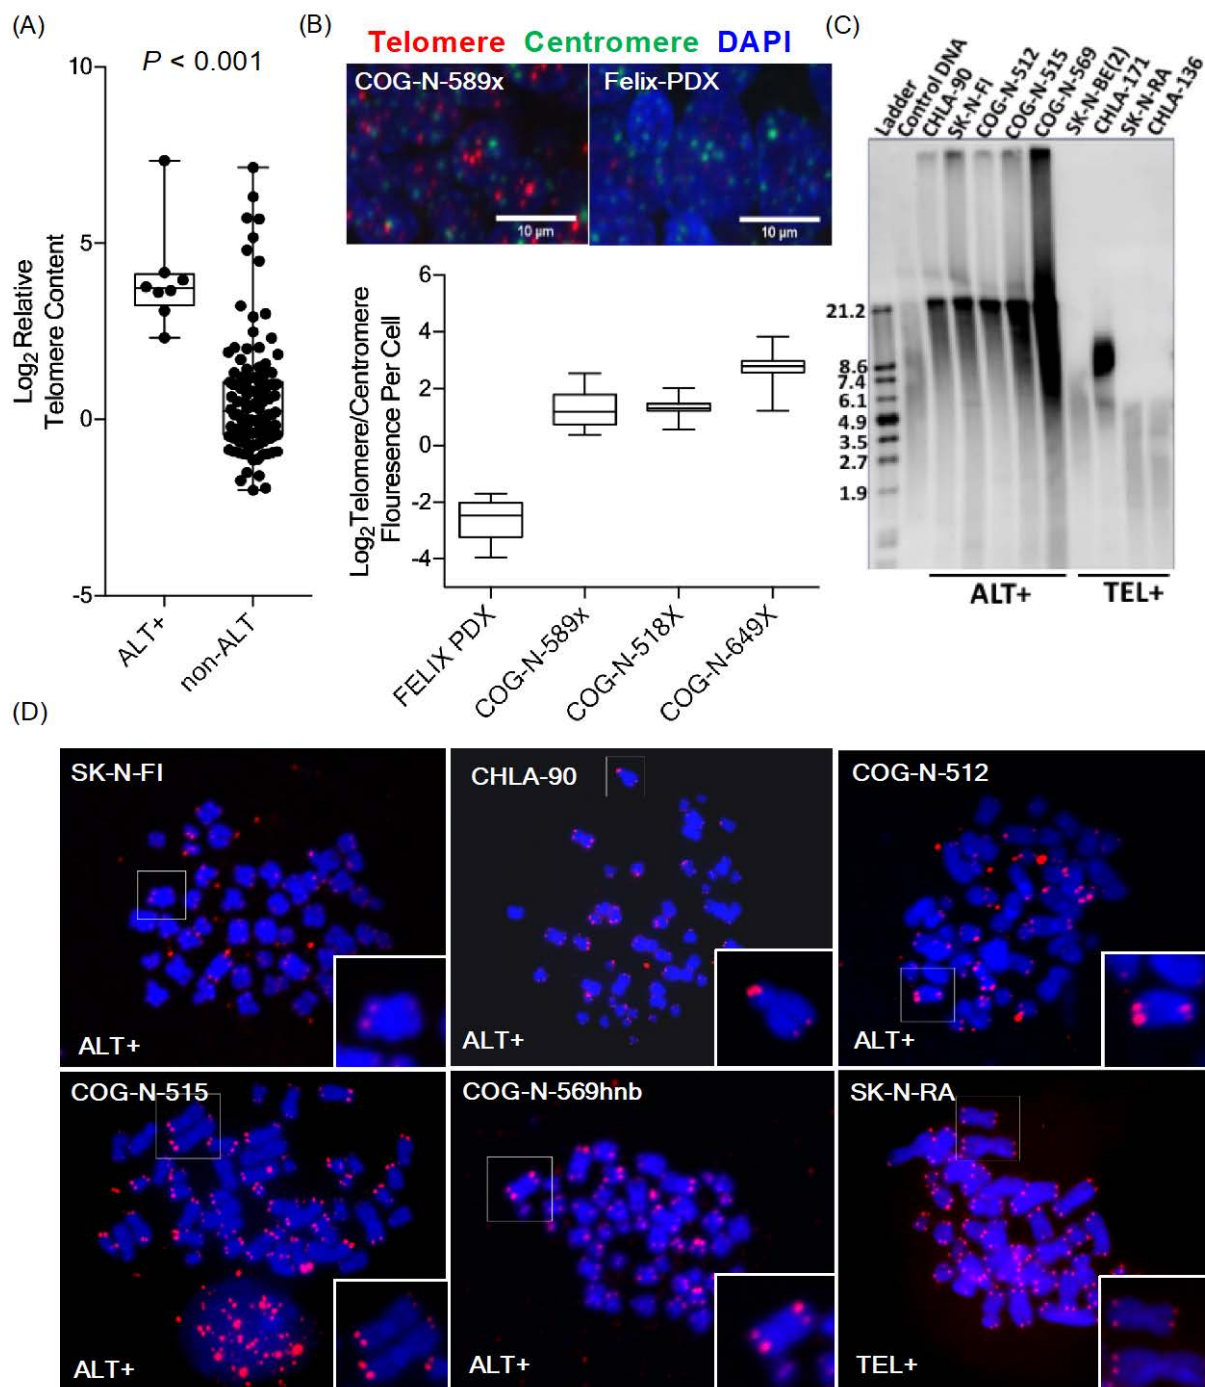 (A)
P < 0.001
10
5
0
-5
Log2 Relative
Telomere Content
ALT+
non-ALT
(B)
Telomere Centromere DAPI
COG-N-589x
Felix-PDX
10 µm
10 µm
6
4
2
0
-2
-4
Log2Telomere/Centromere
Flouresence Per Cell
FELIX PDX
COG-N-589x
COG-N-518X
COG-N-649X
(C)
Ladder
Control DNA
CHLA-90
SK-N-FI
COG-N-512
COG-N-515
COG-N-569
SK-N-BE(2)
CHLA-171
SK-N-RA
CHLA-136
21.2
8.6
7.4
6.1
4.9
3.5
2.7
1.9
ALT+
TEL+
(D)
SK-N-FI
ALT+
CHLA-90
ALT+
COG-N-512
ALT+
COG-N-515
ALT+
COG-N-569hnb
ALT+
SK-N-RA
TEL+